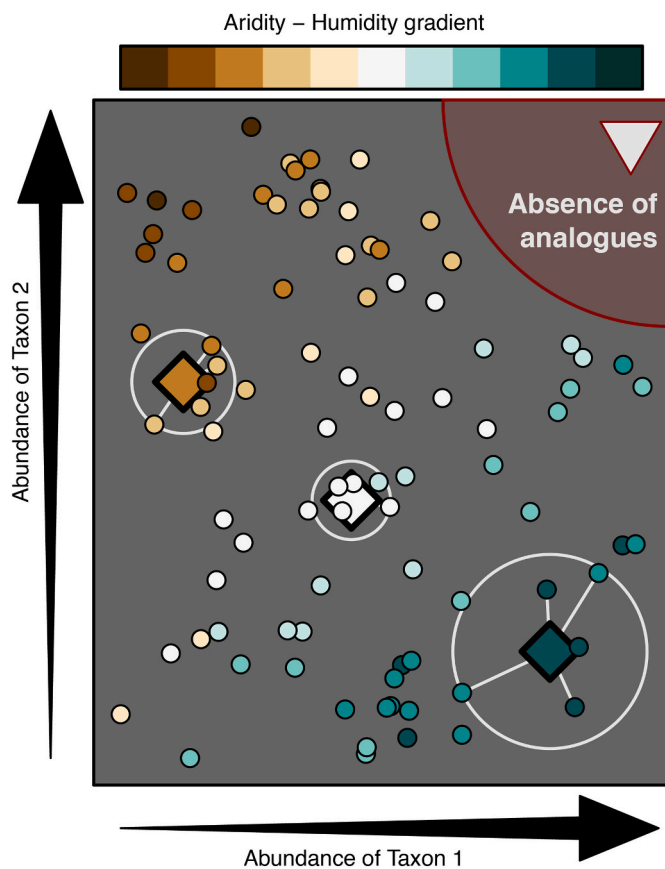 Aridity − Humidity gradient
Absence of
analogues
Abundance of Taxon 2
Abundance of Taxon 1